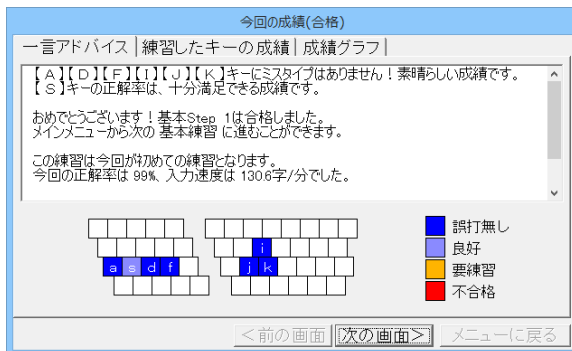 今回の成績(合格)
一言アドバイス 練習したキーの成績 成績グラフ
【A】【D】【F】【I】【J】【K】キーにミスタイプはありません！素晴らしい成績です。
【S】キーの正解率は、十分満足できる成績です。
おめでとうございます！基本Step 1は合格しました。
メインメニューから次の 基本練習 に進むことができます。
この練習は今回が初めての練習となります。
今回の正解率は 99%、入力速度は 130.6字/分でした。
i
a s d f j k
誤打無し
良好
要練習
不合格
<前の画面 次の画面> メニューに戻る